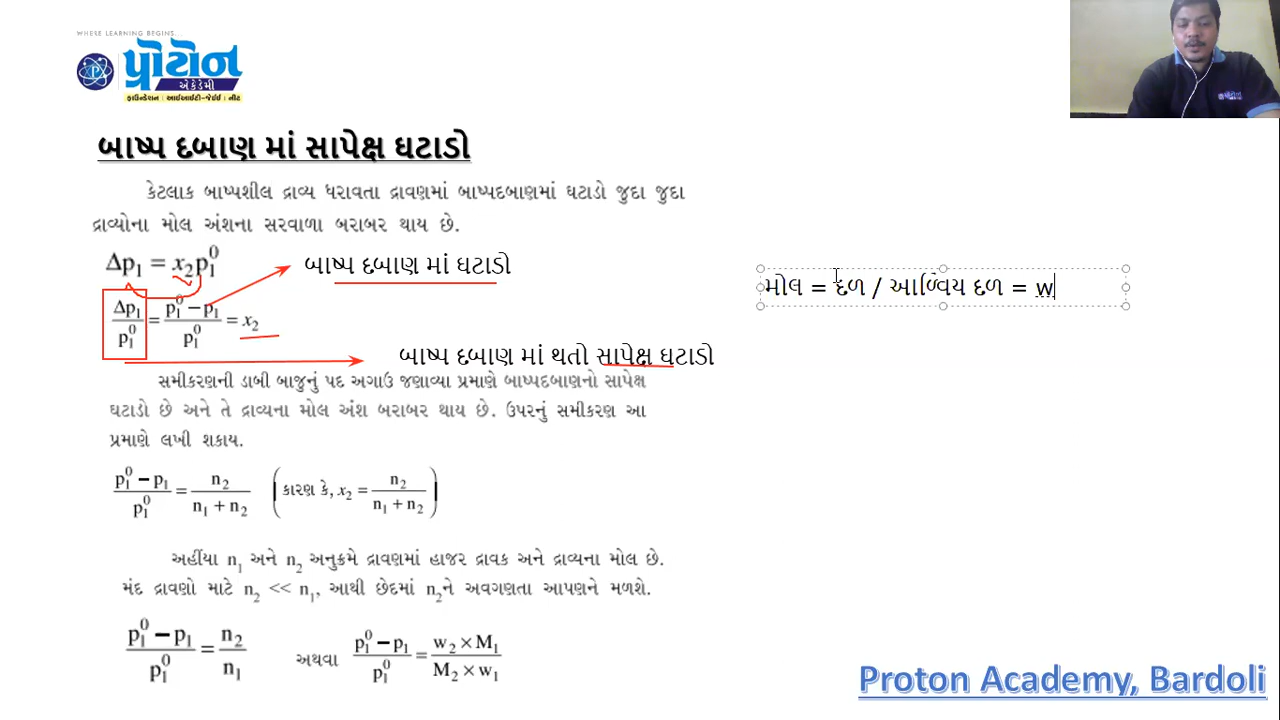 WHERE LEARNING BEGINS...
પ્રોટોન
એકેડેમી
ફાઉન્ડેશન | આઈઆઈટી-જેઈઈ | નીટ
બાષ્પ દબાણ માં સાપેક્ષ ઘટાડો
કેટલાક બાષ્પશીલ દ્રાવ્ય ધરાવતા દ્રાવણમાં બાષ્પદબાણમાં ઘટાડો જુદા જુદા
દ્રાવ્યોના મોલ અંશના સરવાળા બરાબર થાય છે.
Δp₁ = x₂p₁⁰
બાષ્પ દબાણ માં ઘટાડો
Δp₁/p₁⁰ = (p₁⁰ – p₁)/p₁⁰ = x₂
બાષ્પ દબાણ માં થતો સાપેક્ષ ઘટાડો
સમીકરણની ડાબી બાજુનું પદ અગાઉ જણાવ્યા પ્રમાણે બાષ્પદબાણનો સાપેક્ષ
ઘટાડો છે અને તે દ્રાવ્યના મોલ અંશ બરાબર થાય છે. ઉપરનું સમીકરણ આ
પ્રમાણે લખી શકાય.
(p₁⁰ – p₁)/p₁⁰ = n₂/(n₁ + n₂) (કારણ કે, x₂ = n₂/(n₁ + n₂))
અહીંયા n₁ અને n₂ અનુક્રમે દ્રાવણમાં હાજર દ્રાવક અને દ્રાવ્યના મોલ છે.
મંદ દ્રાવણો માટે n₂ << n₁, આથી છેદમાં n₂ને અવગણતા આપણને મળશે.
(p₁⁰ – p₁)/p₁⁰ = n₂/n₁ અથવા (p₁⁰ – p₁)/p₁⁰ = (w₂ × M₁)/(M₂ × w₁)
મોલ = દળ / આણ્વિય દળ = w
Proton Academy, Bardoli